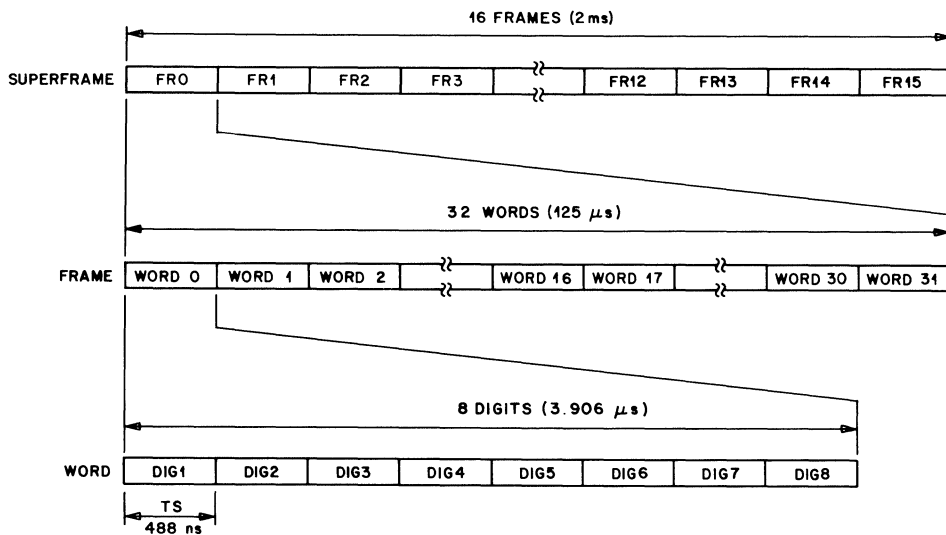 16 FRAMES (2ms)
SUPERFRAME FR0 FR1 FR2 FR3 FR12 FR13 FR14 FR15
32 WORDS (125 μs)
FRAME WORD 0 WORD 1 WORD 2 WORD 16 WORD 17 WORD 30 WORD 31
8 DIGITS (3.906 μs)
WORD DIG1 DIG2 DIG3 DIG4 DIG5 DIG6 DIG7 DIG8
TS
488 ns